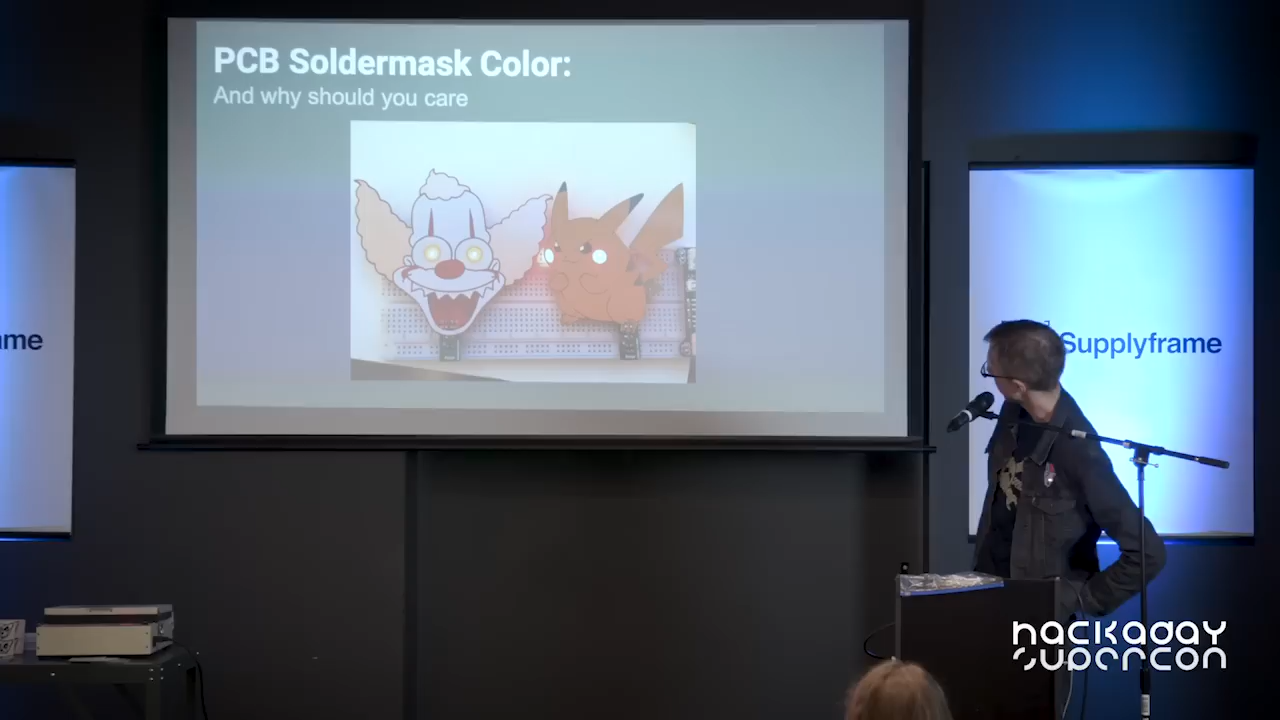 PCB Soldermask Color:
And why should you care
ame
Supplyframe
hackaday
supercon